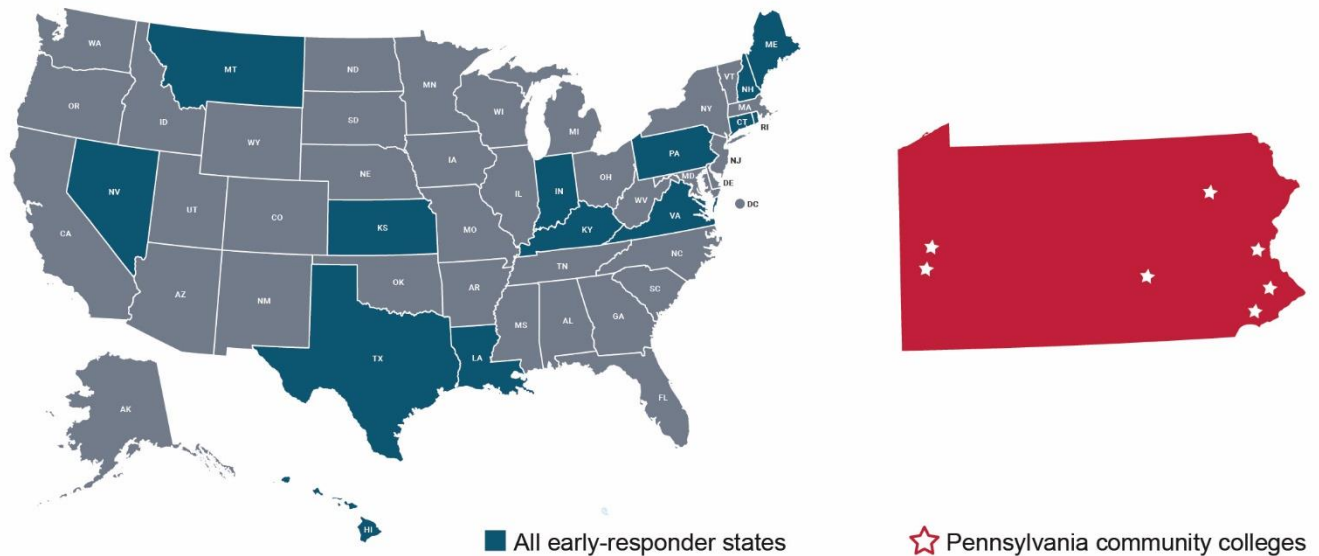 WA
MT
ND
MN
ME
VT
NH
OR
ID
SD
WI
MI
NY
MA
CT
RI
WY
IA
PA
NJ
NE
NV
UT
CO
IL
IN
OH
MD
DE
WV
DC
CA
KS
MO
KY
VA
TN
NC
AZ
NM
OK
AR
SC
MS
AL
GA
TX
LA
AK
FL
HI
All early-responder states
Pennsylvania community colleges